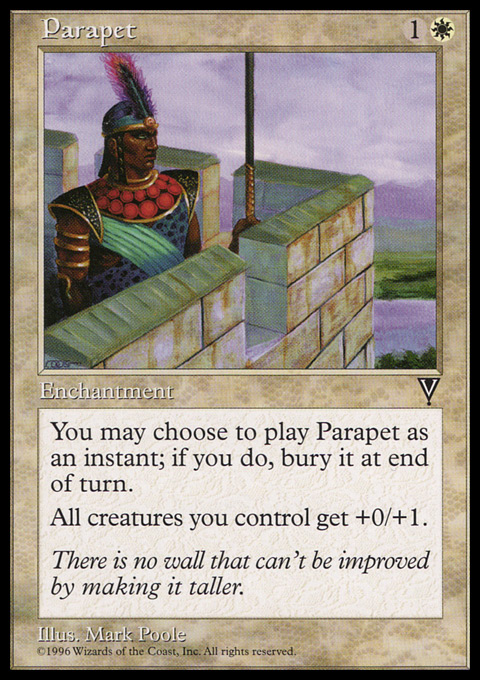 Parapet 1
Enchantment
You may choose to play Parapet as
an instant; if you do, bury it at end
of turn.
All creatures you control get +0/+1.
There is no wall that can't be improved
by making it taller.
Illus. Mark Poole
©1996 Wizards of the Coast, Inc. All rights reserved.